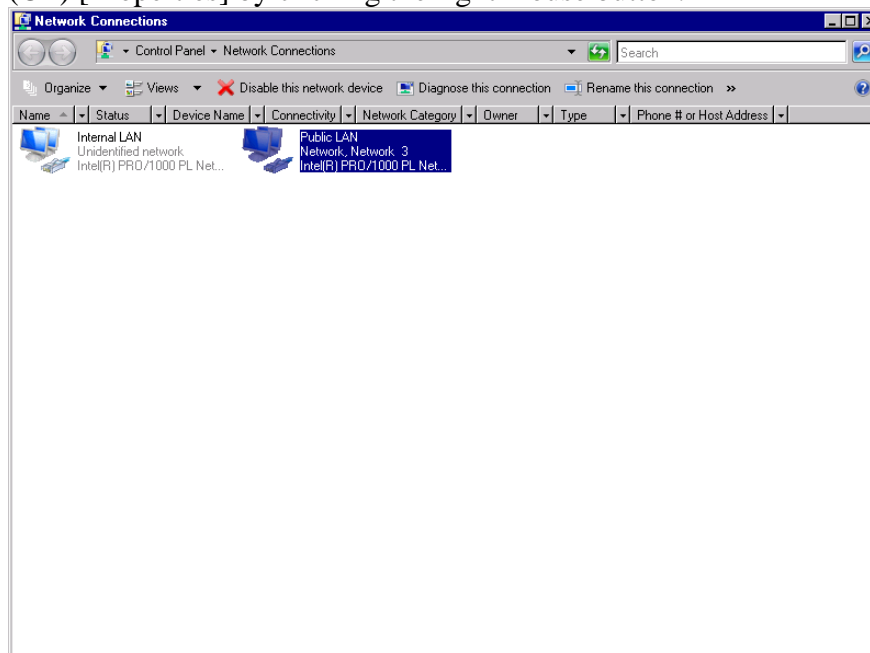 Network Connections
Control Panel Network Connections Search
Organize Views Disable this network device Diagnose this connection Rename this connection »
Name Status Device Name Connectivity Network Category Owner Type Phone # or Host Address
Internal LAN
Unidentified network
Intel(R) PRO/1000 PL Net...
Public LAN
Network, Network 3
Intel(R) PRO/1000 PL Net...